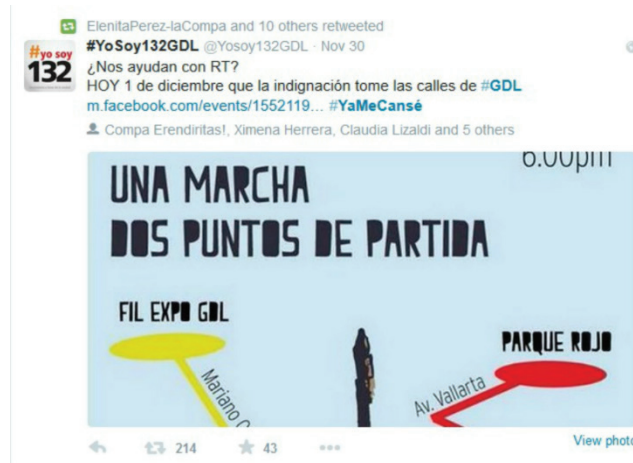 ElenitaPerez-laCompa and 10 others retweeted
#YoSoy132GDL @Yosoy132GDL · Nov 30
#yo soy
132
¿Nos ayudan con RT?
HOY 1 de diciembre que la indignación tome las calles de #GDL
m.facebook.com/events/1552119... #YaMeCansé
Compa Erendiritas!, Ximena Herrera, Claudia Lizaldi and 5 others
6:00pm
UNA MARCHA
DOS PUNTOS DE PARTIDA
FIL EXPO GDL
PARQUE ROJO
Mariano
Av. Vallarta
214
43
View photo